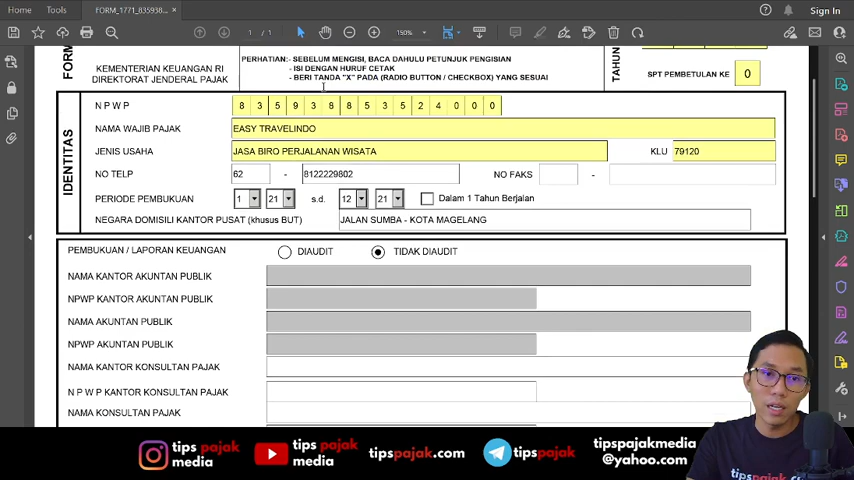 Home
Tools
FORM_1771_835938...
×
Sign In
1 / 1
150%
FORM
KEMENTERIAN KEUANGAN RI
DIREKTORAT JENDERAL PAJAK
PERHATIAN:- SEBELUM MENGISI, BACA DAHULU PETUNJUK PENGISIAN
- ISI DENGAN HURUF CETAK
- BERI TANDA "X" PADA (RADIO BUTTON / CHECKBOX) YANG SESUAI
TAHUN
SPT PEMBETULAN KE 0
IDENTITAS
N P W P 8 3 5 9 3 8 8 5 3 5 2 4 0 0 0
NAMA WAJIB PAJAK EASY TRAVELINDO
JENIS USAHA JASA BIRO PERJALANAN WISATA KLU 79120
NO TELP 62 - 8122229802 NO FAKS -
PERIODE PEMBUKUAN 1 21 s.d. 12 21 Dalam 1 Tahun Berjalan
NEGARA DOMISILI KANTOR PUSAT (khusus BUT) JALAN SUMBA - KOTA MAGELANG
PEMBUKUAN / LAPORAN KEUANGAN DIAUDIT TIDAK DIAUDIT
NAMA KANTOR AKUNTAN PUBLIK
NPWP KANTOR AKUNTAN PUBLIK
NAMA AKUNTAN PUBLIK
NPWP AKUNTAN PUBLIK
NAMA KANTOR KONSULTAN PAJAK
N P W P KANTOR KONSULTAN PAJAK
NAMA KONSULTAN PAJAK
tips pajak media
tips pajak media
tipspajak.com
tipspajak
tipspajakmedia
@yahoo.com
tipspajak.com